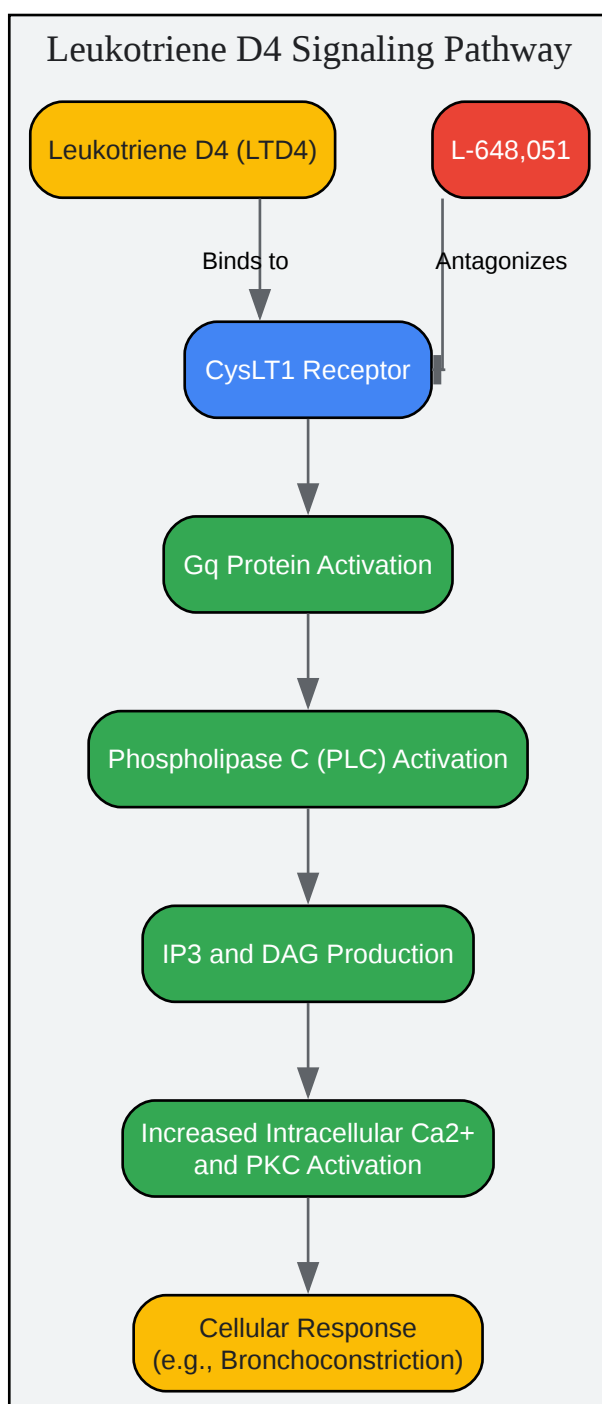 Leukotriene D4 Signaling Pathway
Leukotriene D4 (LTD4)
L-648,051
Binds to
Antagonizes
CysLT1 Receptor
Gq Protein Activation
Phospholipase C (PLC) Activation
IP3 and DAG Production
Increased Intracellular Ca2+
and PKC Activation
Cellular Response
(e.g., Bronchoconstriction)